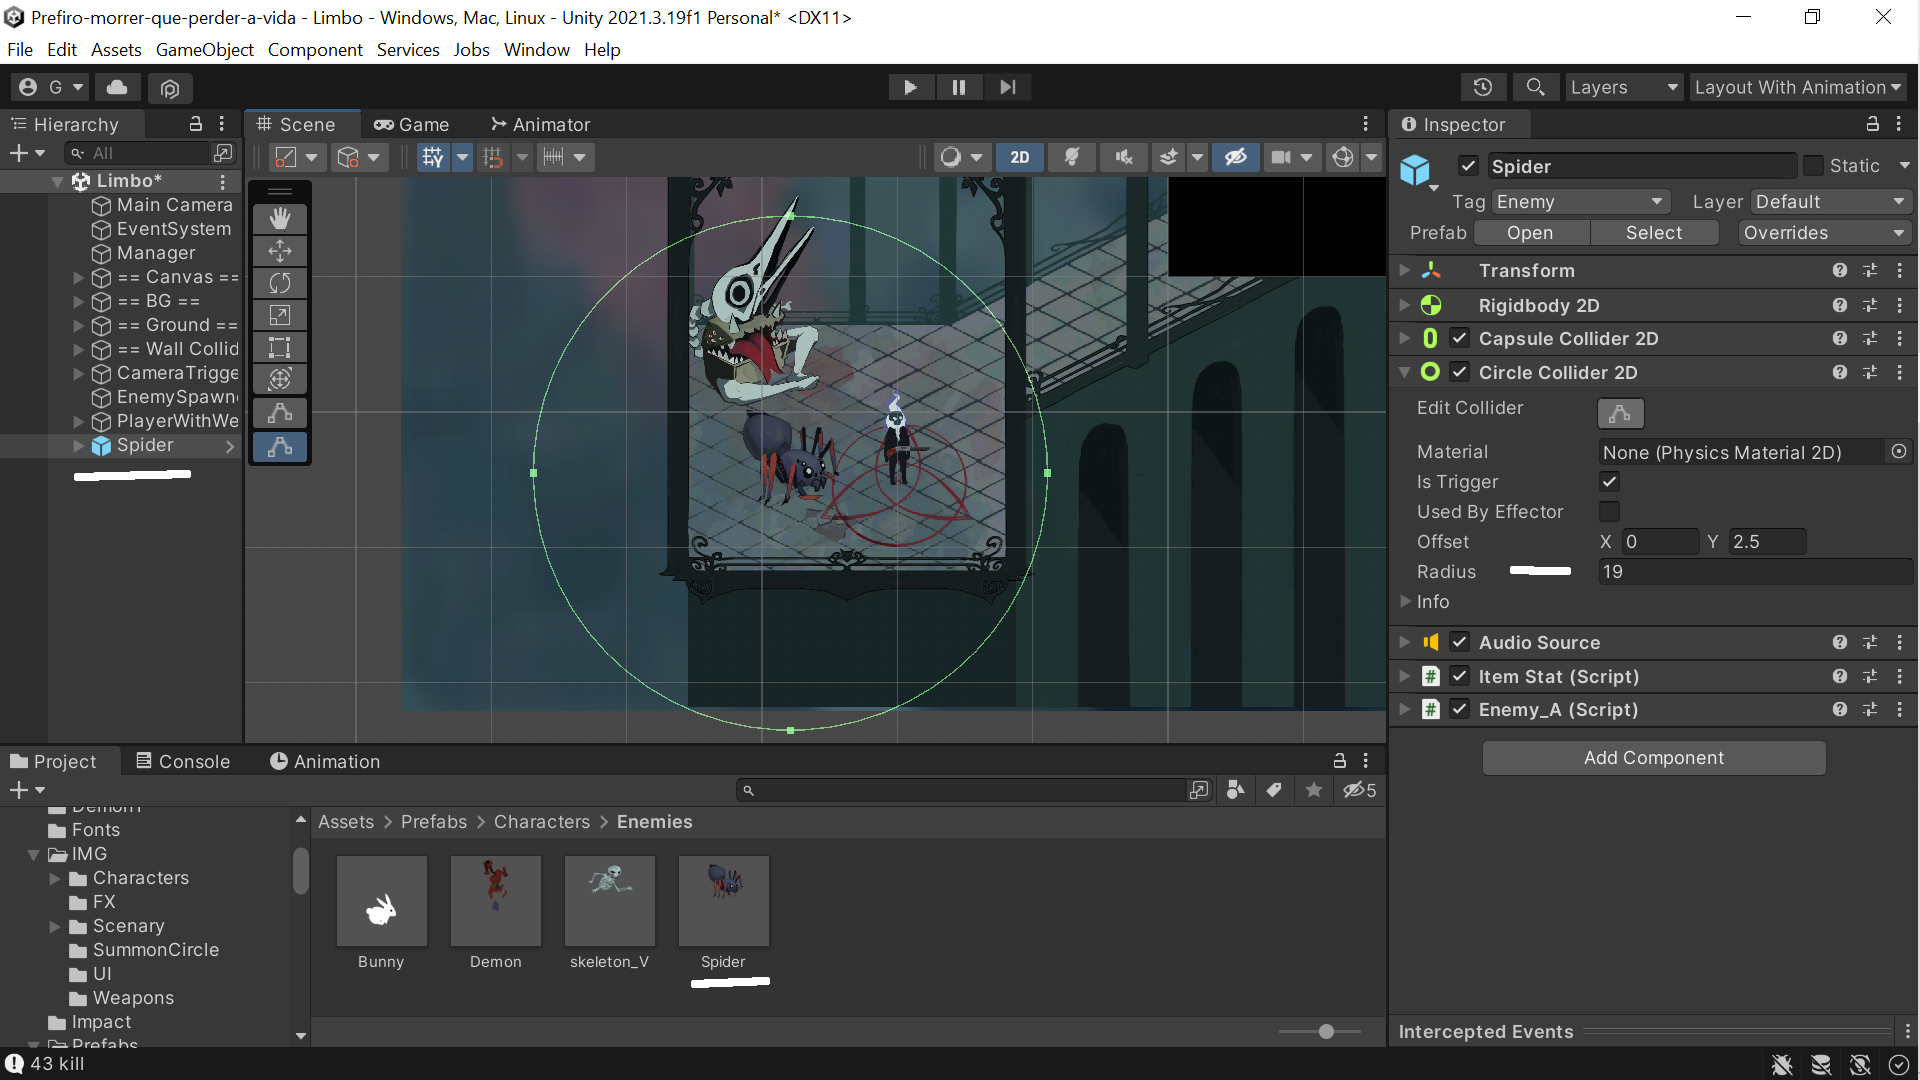 Prefiro-morrer-que-perder-a-vida - Limbo - Windows, Mac, Linux - Unity 2021.3.19f1 Personal* <DX11>
File Edit Assets GameObject Component Services Jobs Window Help
G
Layers
Layout With Animation
Hierarchy
All
Limbo*
Main Camera
EventSystem
Manager
== Canvas ==
== BG ==
== Ground ==
== Wall Collid
CameraTrigge
EnemySpawn
PlayerWithWe
Spider
Scene Game Animator
2D
Inspector
Spider
Static
Tag Enemy Layer Default
Prefab Open Select Overrides
Transform
Rigidbody 2D
Capsule Collider 2D
Circle Collider 2D
Edit Collider
Material None (Physics Material 2D)
Is Trigger
Used By Effector
Offset X 0 Y 2.5
Radius 19
Info
Audio Source
# Item Stat (Script)
# Enemy_A (Script)
Add Component
Intercepted Events
Project Console Animation
5
Fonts
IMG
Characters
FX
Scenary
SummonCircle
UI
Weapons
Impact
Prefabs
Assets > Prefabs > Characters > Enemies
Bunny Demon skeleton_V Spider
43 kill